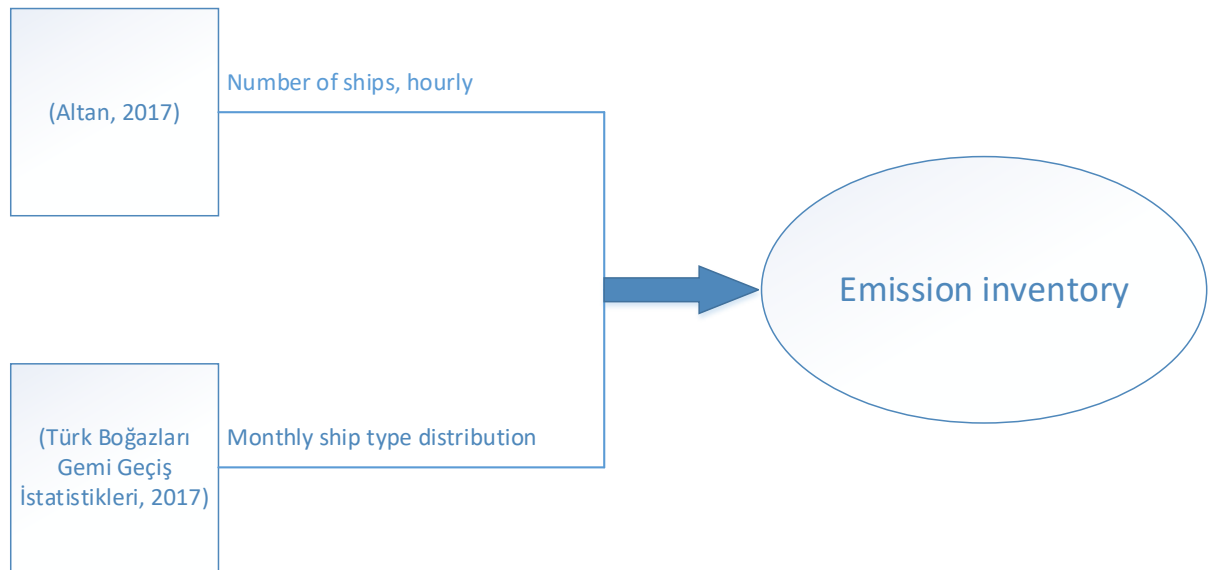 Number of ships, hourly
(Altan, 2017)
Emission inventory
(Türk Boğazları
Gemi Geçiş
İstatistikleri, 2017)
Monthly ship type distribution